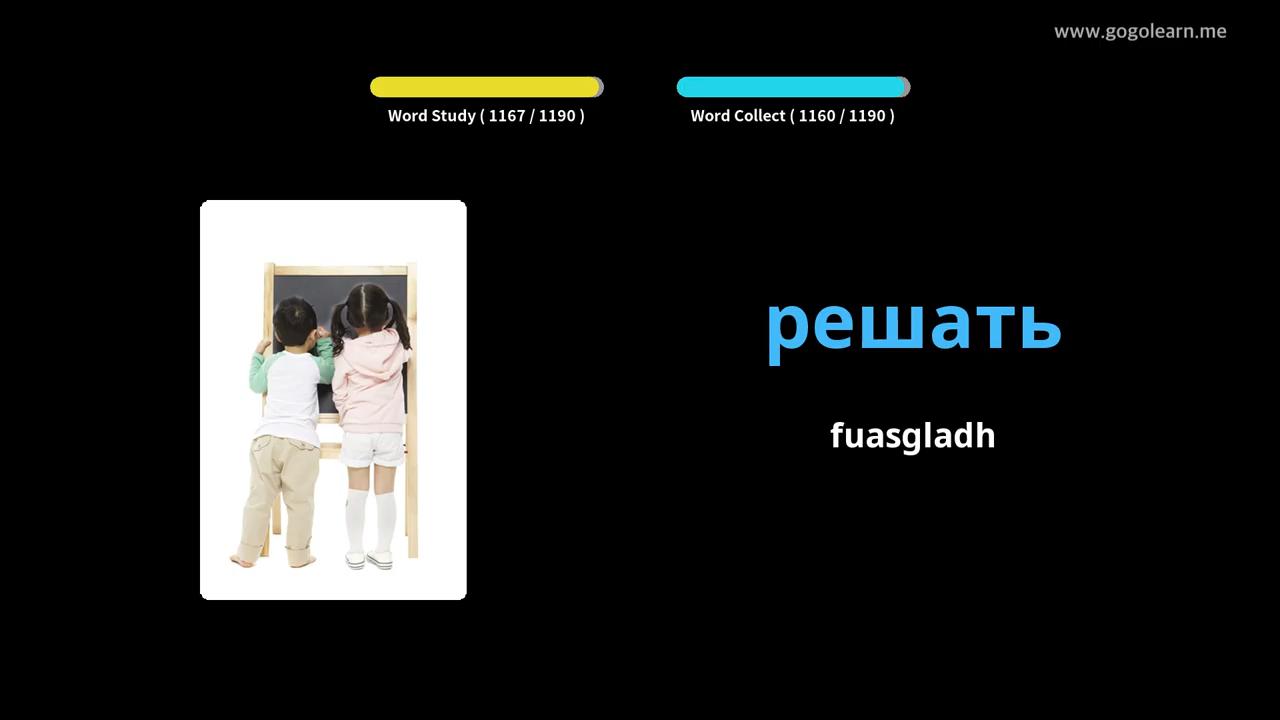 www.gogolearn.me
Word Study ( 1167 / 1190 )
Word Collect ( 1160 / 1190 )
решать
fuasgladh